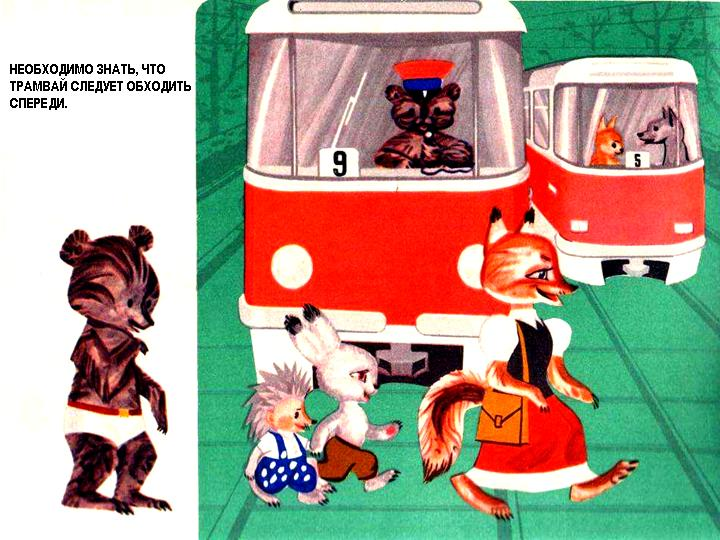 НЕОБХОДИМО ЗНАТЬ, ЧТО
ТРАМВАЙ СЛЕДУЕТ ОБХОДИТЬ
СПЕРЕДИ.
9
5